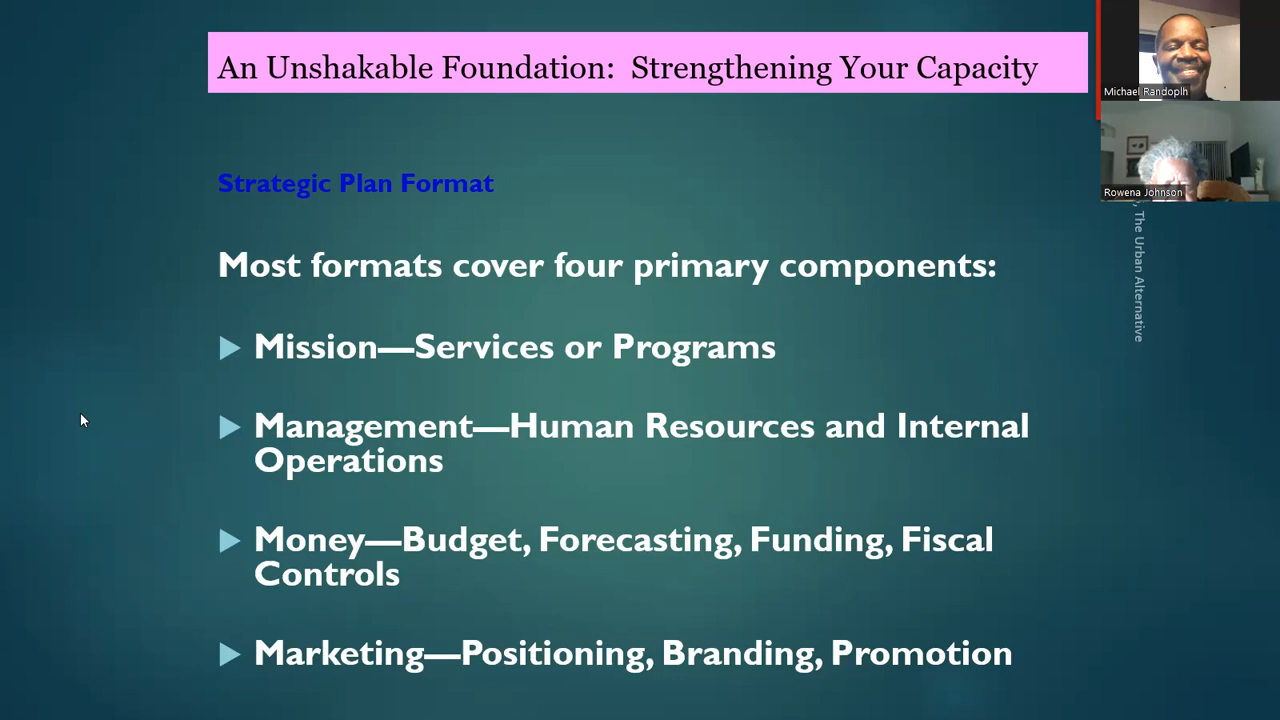 An Unshakable Foundation:  Strengthening Your Capacity
Michael Randoplh
Rowena Johnson
The Urban Alternative
Strategic Plan Format
Most formats cover four primary components:
Mission—Services or Programs
Management—Human Resources and Internal
Operations
Money—Budget, Forecasting, Funding, Fiscal
Controls
Marketing—Positioning, Branding, Promotion